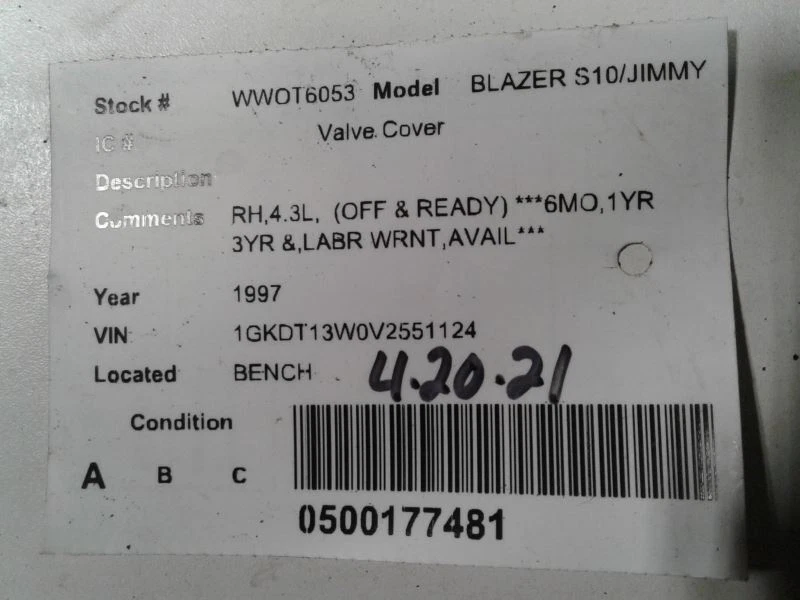 Stock # WWOT6053 Model BLAZER S10/JIMMY
IC # Valve Cover
Description
Comments RH,4.3L, (OFF & READY) ***6MO,1YR
3YR &,LABR WRNT,AVAIL***
Year 1997
VIN 1GKDT13W0V2551124
Located BENCH 4.20.21
Condition
A B C
0500177481